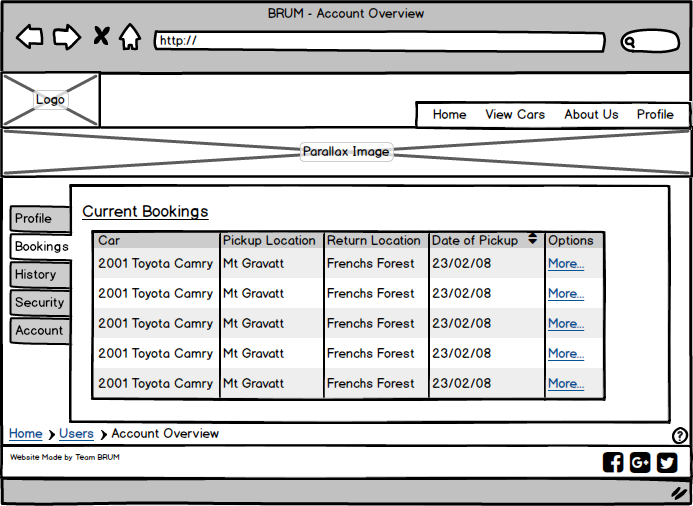 BRUM - Account Overview
http://
Logo
Home View Cars About Us Profile
Parallax Image
Profile
Bookings
History
Security
Account
Current Bookings
Car Pickup Location Return Location Date of Pickup Options
2001 Toyota Camry Mt Gravatt Frenchs Forest 23/02/08 More...
2001 Toyota Camry Mt Gravatt Frenchs Forest 23/02/08 More...
2001 Toyota Camry Mt Gravatt Frenchs Forest 23/02/08 More...
2001 Toyota Camry Mt Gravatt Frenchs Forest 23/02/08 More...
2001 Toyota Camry Mt Gravatt Frenchs Forest 23/02/08 More...
Home Users Account Overview
?
Website Made by Team BRUM